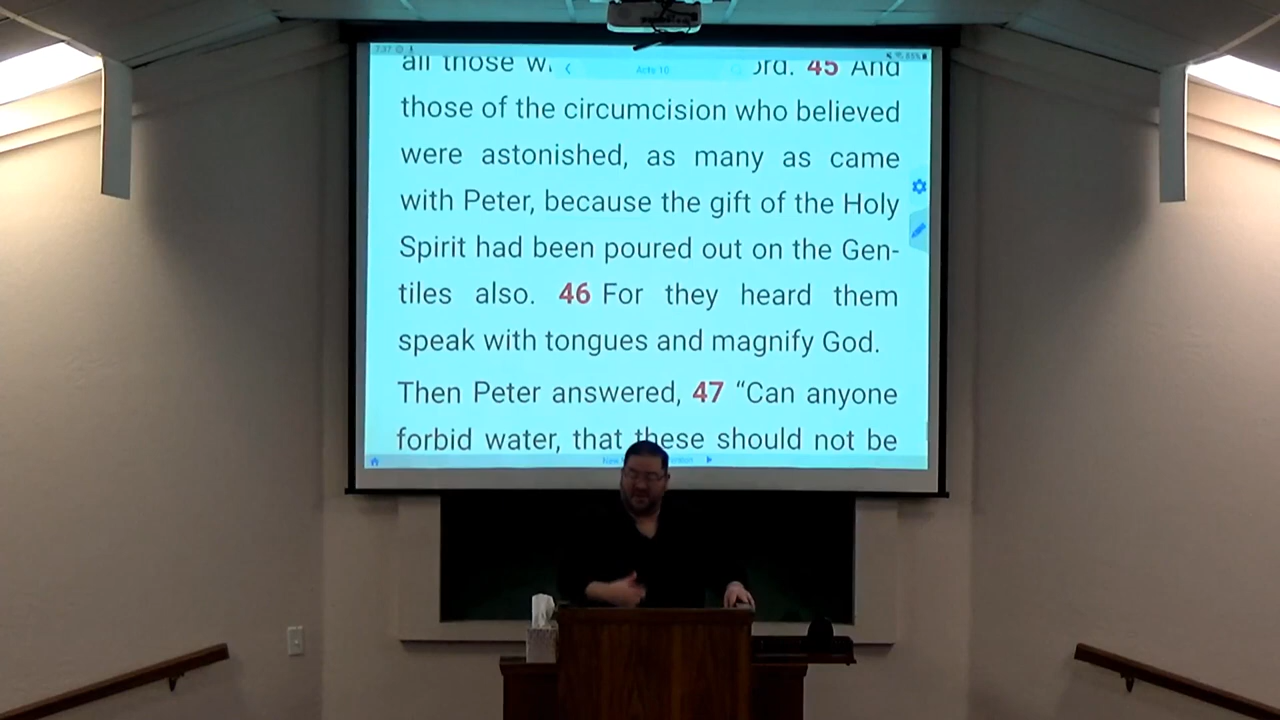 7:37
Acts 10
all those w ord. 45 And
those of the circumcision who believed
were astonished, as many as came
with Peter, because the gift of the Holy
Spirit had been poured out on the Gen-
tiles also. 46 For they heard them
speak with tongues and magnify God.
Then Peter answered, 47 “Can anyone
forbid water, that these should not be
New